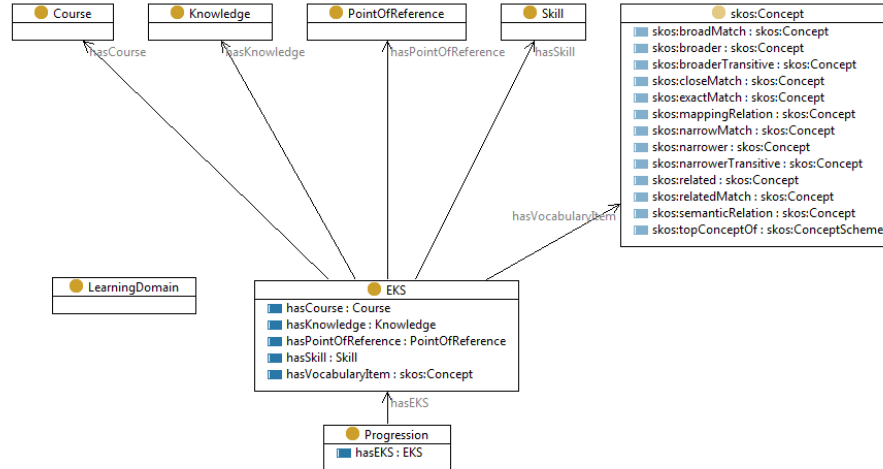 Course
Knowledge
PointOfReference
Skill
skos:Concept
skos:broadMatch : skos:Concept
skos:broader : skos:Concept
skos:broaderTransitive : skos:Concept
skos:closeMatch : skos:Concept
skos:exactMatch : skos:Concept
skos:mappingRelation : skos:Concept
skos:narrowMatch : skos:Concept
skos:narrower : skos:Concept
skos:narrowerTransitive : skos:Concept
skos:related : skos:Concept
skos:relatedMatch : skos:Concept
skos:semanticRelation : skos:Concept
skos:topConceptOf : skos:ConceptScheme
hasCourse
hasKnowledge
hasPointOfReference
hasSkill
hasVocabularyItem
LearningDomain
EKS
hasCourse : Course
hasKnowledge : Knowledge
hasPointOfReference : PointOfReference
hasSkill : Skill
hasVocabularyItem : skos:Concept
hasEKS
Progression
hasEKS : EKS